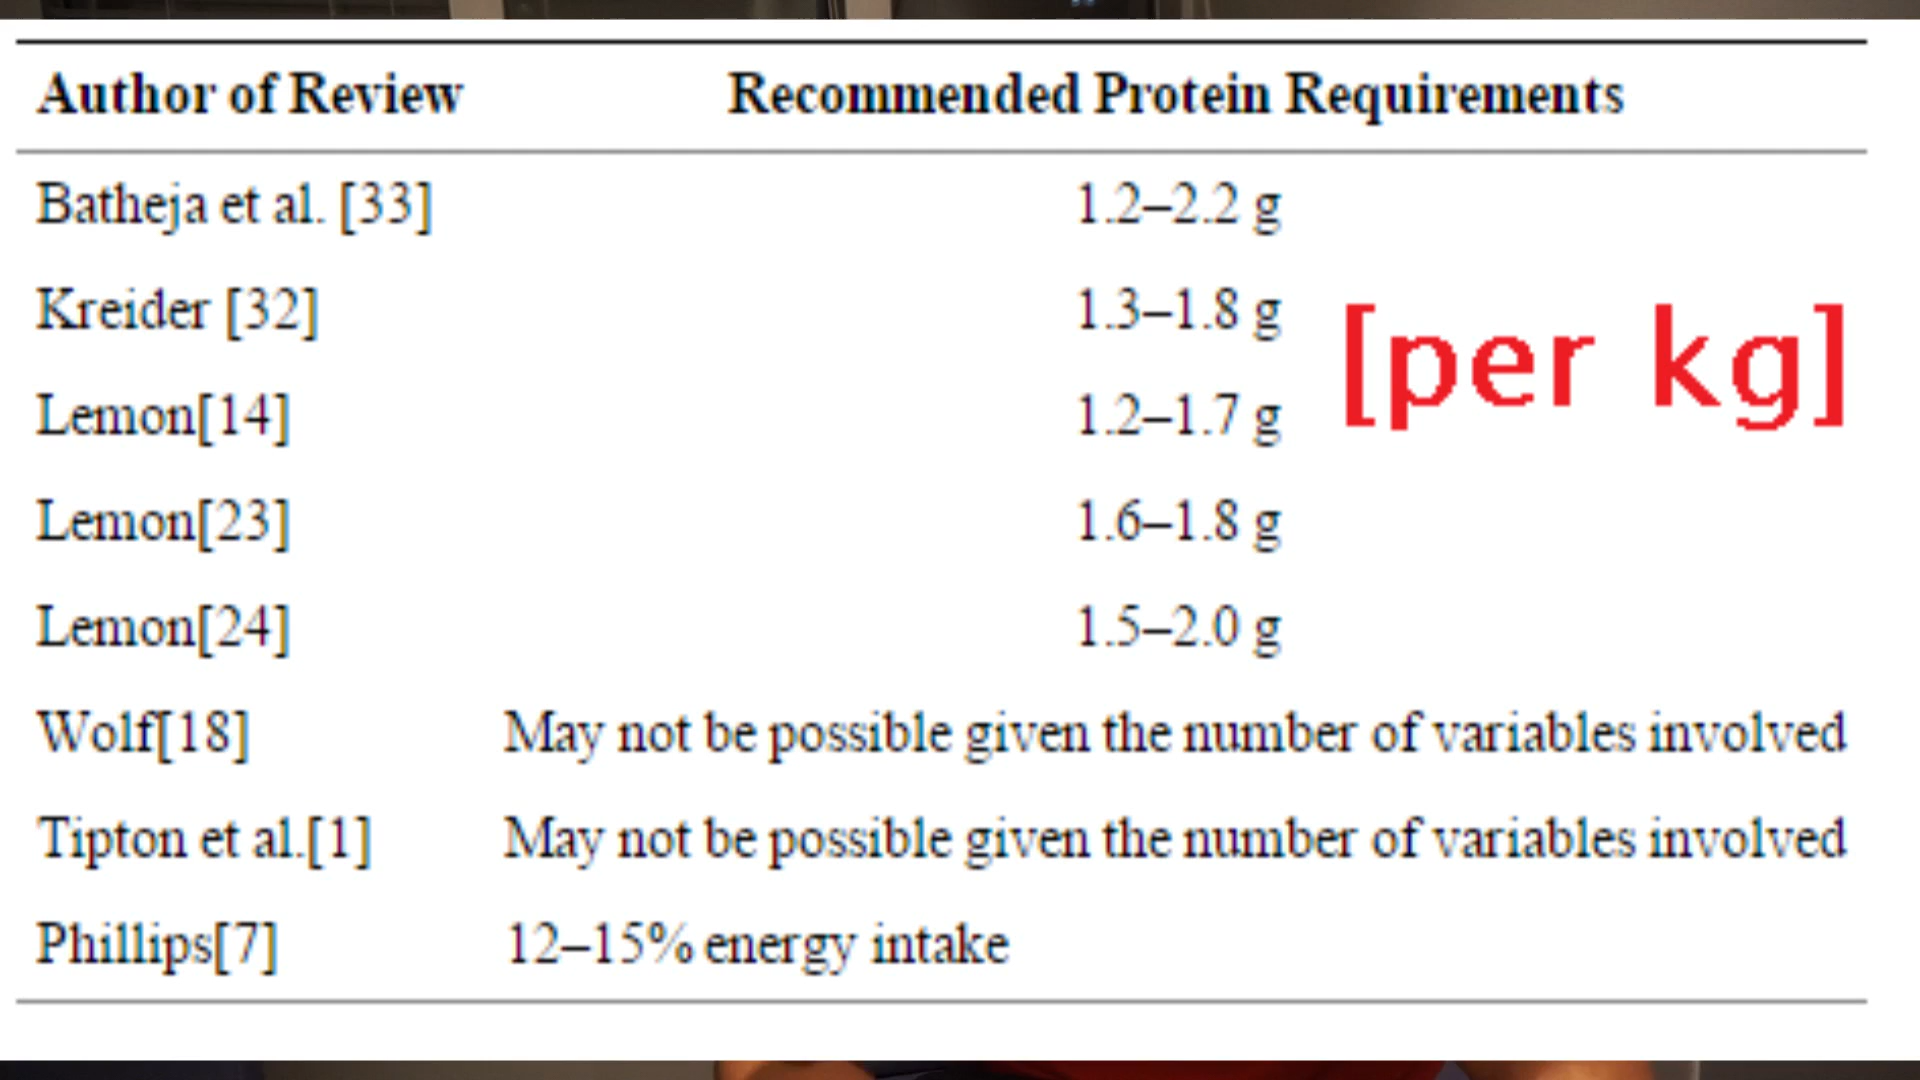 Author of Review Recommended Protein Requirements
Batheja et al. [33] 1.2–2.2 g
Kreider [32] 1.3–1.8 g
[per kg]
Lemon[14] 1.2–1.7 g
Lemon[23] 1.6–1.8 g
Lemon[24] 1.5–2.0 g
Wolf[18] May not be possible given the number of variables involved
Tipton et al.[1] May not be possible given the number of variables involved
Phillips[7] 12–15% energy intake